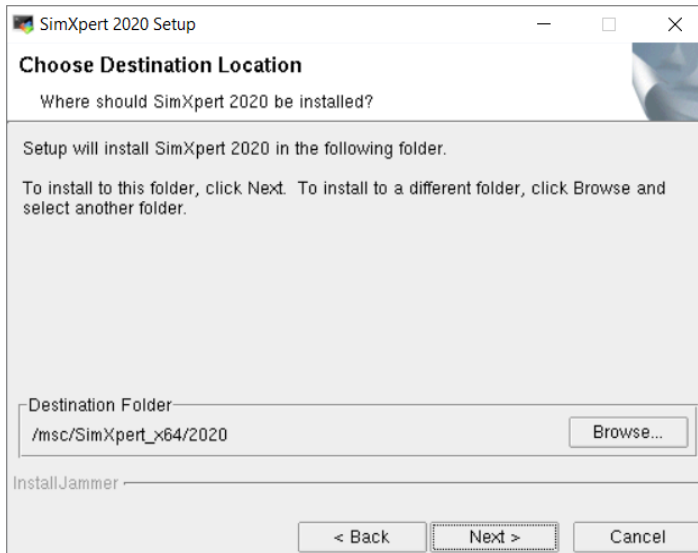 SimXpert 2020 Setup
Choose Destination Location
Where should SimXpert 2020 be installed?
Setup will install SimXpert 2020 in the following folder.
To install to this folder, click Next.  To install to a different folder, click Browse and
select another folder.
Destination Folder
/msc/SimXpert_x64/2020
Browse...
InstallJammer
< Back
Next >
Cancel